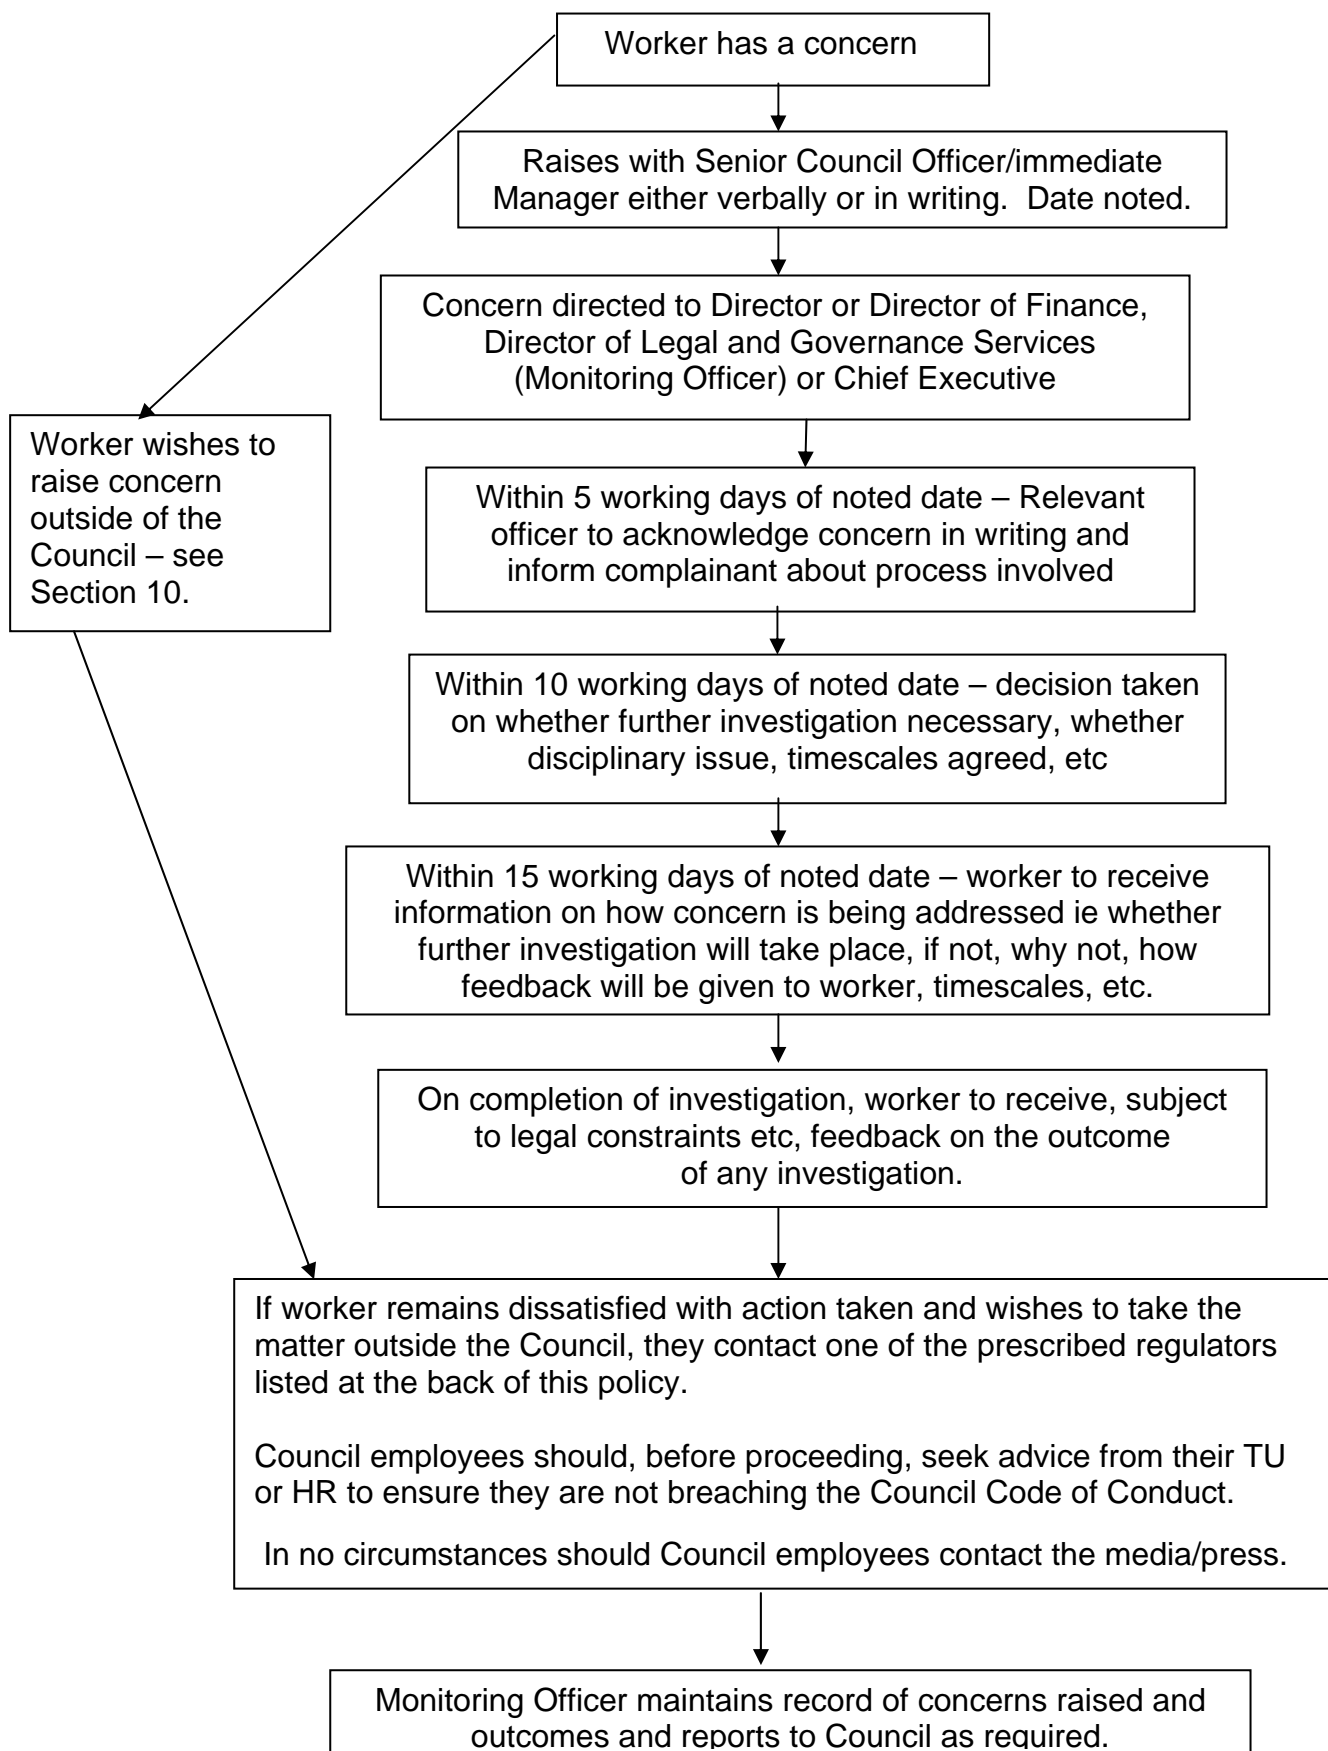 Worker has a concern
Raises with Senior Council Officer/immediate
Manager either verbally or in writing.  Date noted.
Concern directed to Director or Director of Finance,
Director of Legal and Governance Services
(Monitoring Officer) or Chief Executive
Worker wishes to
raise concern
outside of the
Council – see
Section 10.
Within 5 working days of noted date – Relevant
officer to acknowledge concern in writing and
inform complainant about process involved
Within 10 working days of noted date – decision taken
on whether further investigation necessary, whether
disciplinary issue, timescales agreed, etc
Within 15 working days of noted date – worker to receive
information on how concern is being addressed ie whether
further investigation will take place, if not, why not, how
feedback will be given to worker, timescales, etc.
On completion of investigation, worker to receive, subject
to legal constraints etc, feedback on the outcome
of any investigation.
If worker remains dissatisfied with action taken and wishes to take the
matter outside the Council, they contact one of the prescribed regulators
listed at the back of this policy.
Council employees should, before proceeding, seek advice from their TU
or HR to ensure they are not breaching the Council Code of Conduct.
In no circumstances should Council employees contact the media/press.
Monitoring Officer maintains record of concerns raised and
outcomes and reports to Council as required.